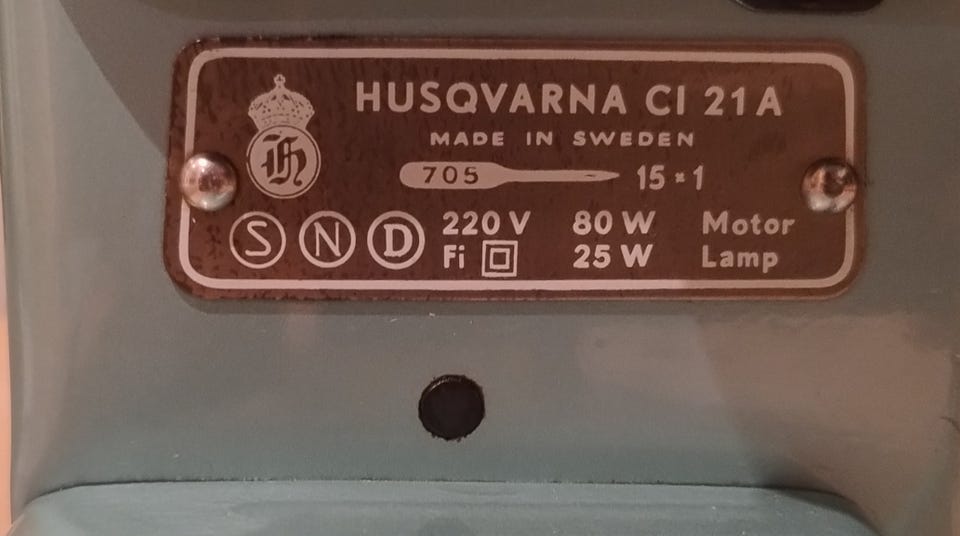 HUSQVARNA CI 21 A
MADE IN SWEDEN
H
705 15×1
S N D 220 V 80 W Motor
Fi 25 W Lamp